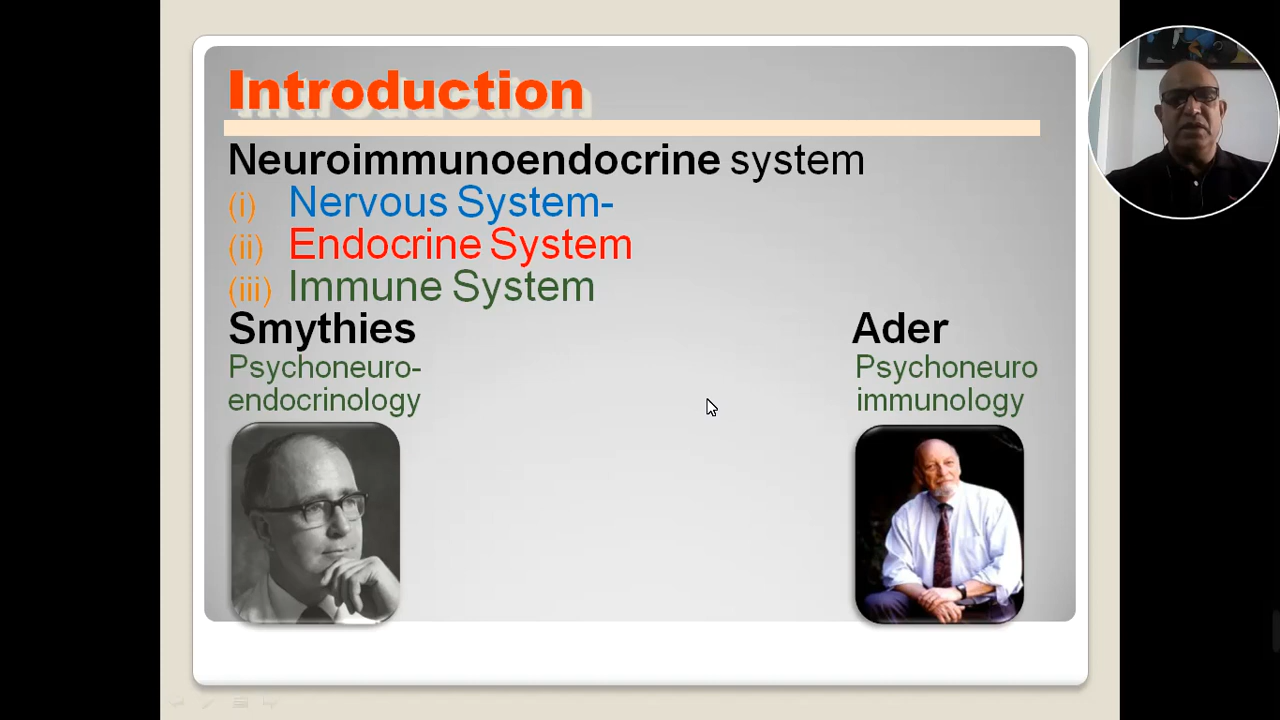 Introduction
Neuroimmunoendocrine system
(i) Nervous System-
(ii) Endocrine System
(iii) Immune System
Smythies
Psychoneuro-
endocrinology
Ader
Psychoneuro
immunology